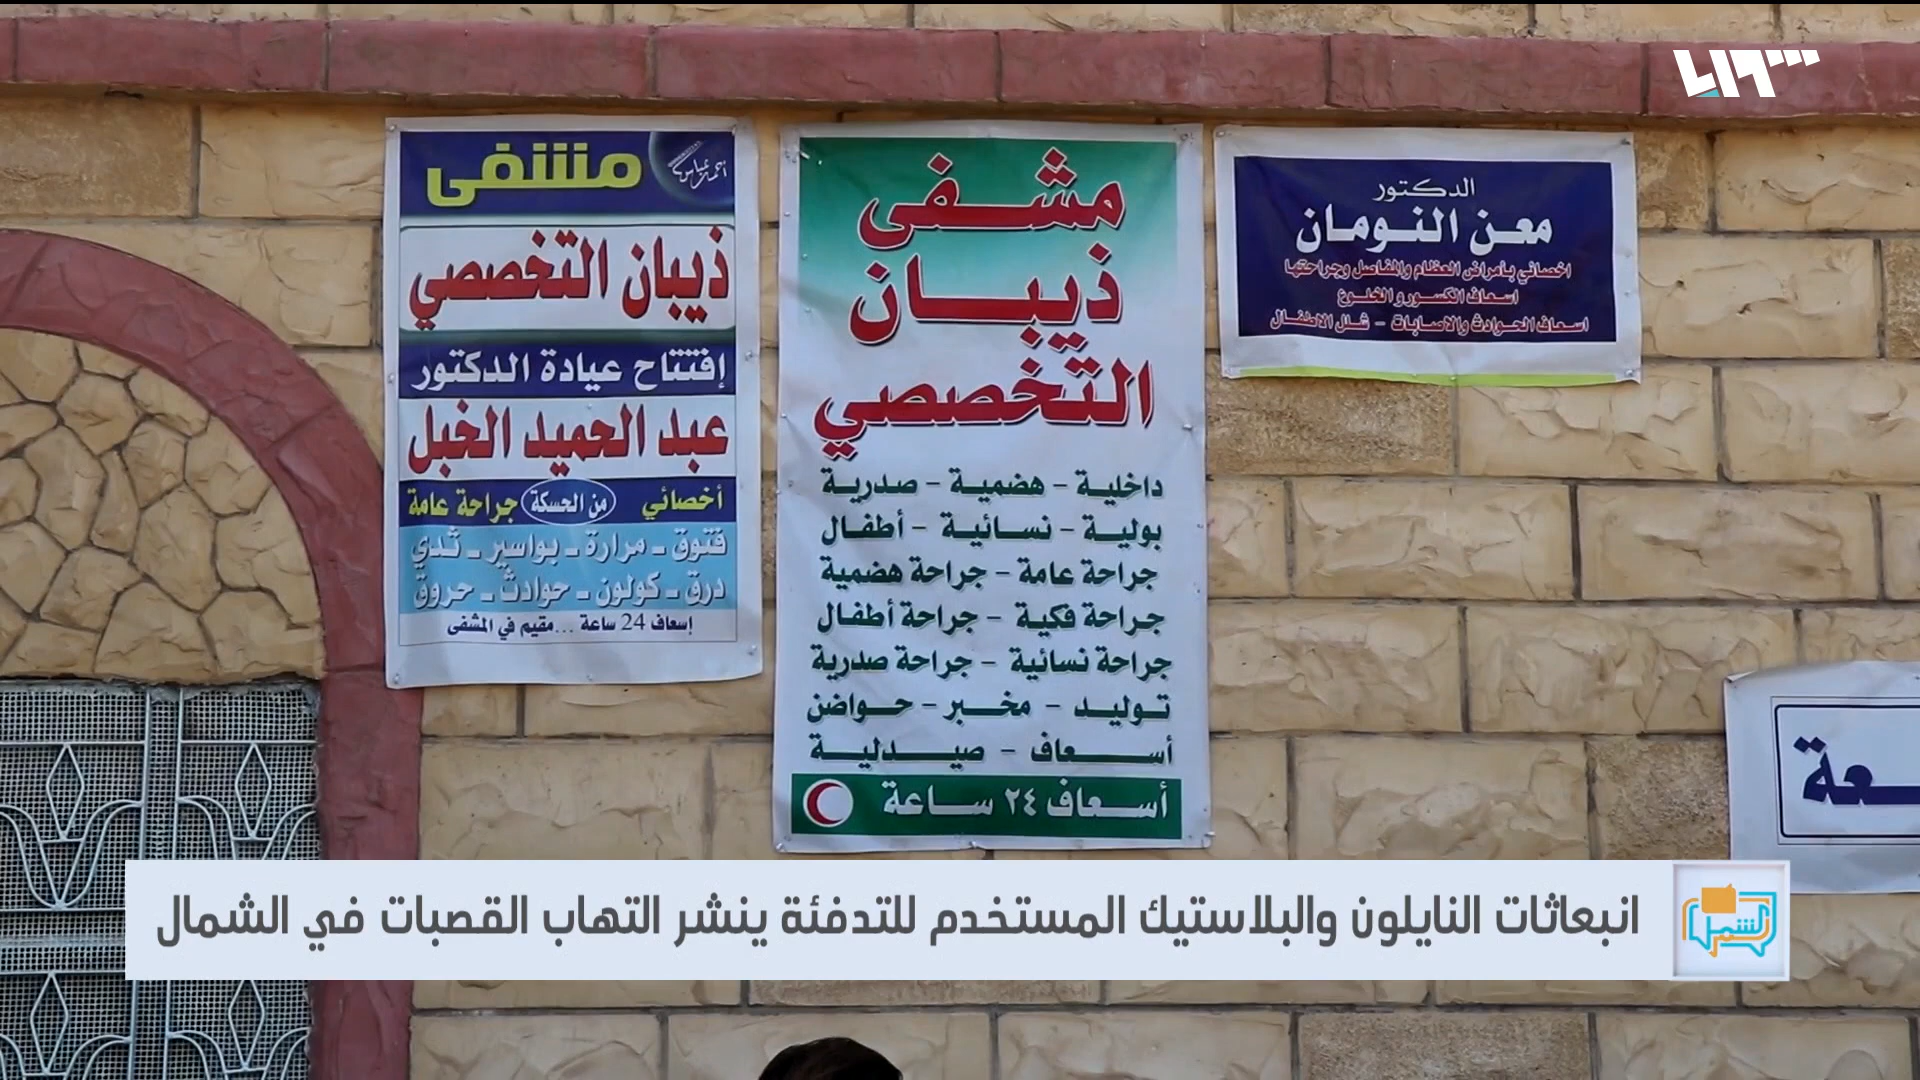 سوريا
مشفى
أحمد عباس
ذيبان التخصصي
إفتتاح عيادة الدكتور
عبد الحميد الخبل
أخصائي من الحسكة جراحة عامة
فتوق - مرارة - بواسير - ثدي
درق - كولون - حوادث - حروق
إسعاف 24 ساعة ... مقيم في المشفى
مشفى
ذيبان
التخصصي
داخلية - هضمية - صدرية
بولية - نسائية - أطفال
جراحة عامة - جراحة هضمية
جراحة فكية - جراحة أطفال
جراحة نسائية - جراحة صدرية
توليد - مخبر - حواضن
أسعاف - صيدلية
أسعاف ٢٤ ساعة
الدكتور
معن النومان
اخصائي بأمراض العظام والمفاصل وجراحتها
اسعاف الكسور و الخلوع
اسعاف الحوادث والاصابات - شلل الاطفال
انبعاثات النايلون والبلاستيك المستخدم للتدفئة ينشر التهاب القصبات في الشمال